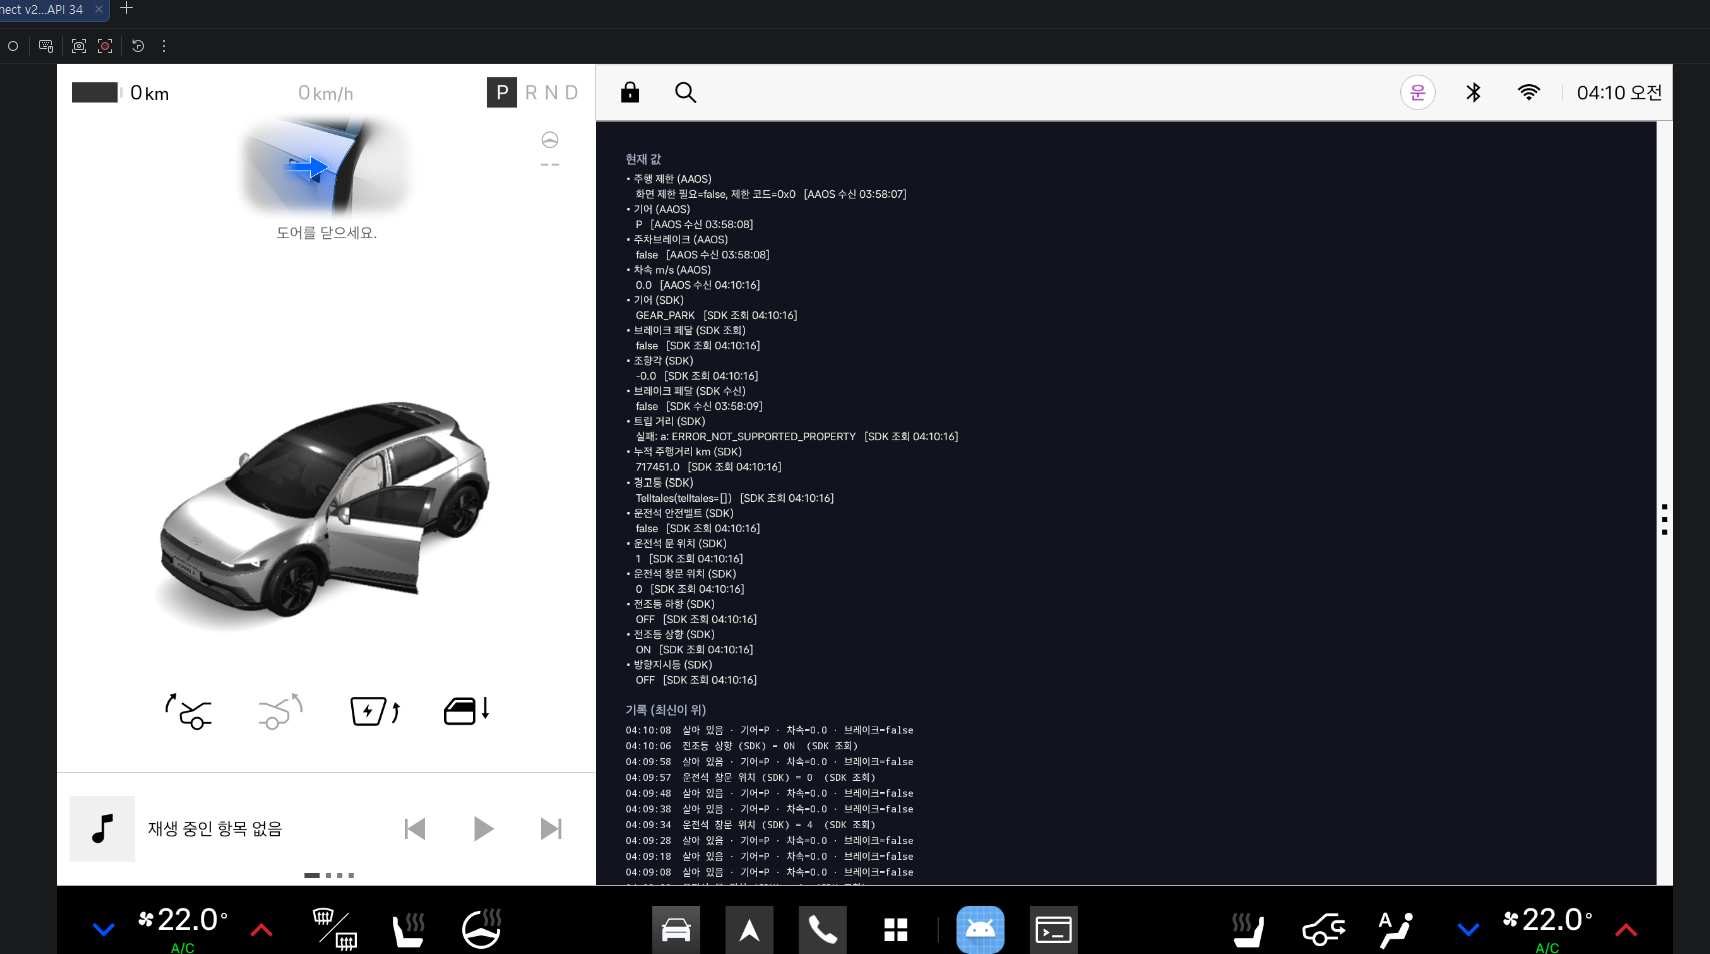 nect v2...API 34
0 km
0 km/h
P R N D
도어를 닫으세요.
재생 중인 항목 없음
운
04:10 오전
현재 값
• 주행 제한 (AAOS)
화면 제한 필요=false, 제한 코드=0x0 [AAOS 수신 03:58:07]
• 기어 (AAOS)
P [AAOS 수신 03:58:08]
• 주차브레이크 (AAOS)
false [AAOS 수신 03:58:08]
• 차속 m/s (AAOS)
0.0 [AAOS 수신 04:10:16]
• 기어 (SDK)
GEAR_PARK [SDK 조회 04:10:16]
• 브레이크 페달 (SDK 조회)
false [SDK 조회 04:10:16]
• 조향각 (SDK)
-0.0 [SDK 조회 04:10:16]
• 브레이크 페달 (SDK 수신)
false [SDK 수신 03:58:09]
• 트립 거리 (SDK)
실패: a: ERROR_NOT_SUPPORTED_PROPERTY [SDK 조회 04:10:16]
• 누적 주행거리 km (SDK)
717451.0 [SDK 조회 04:10:16]
• 경고등 (SDK)
Telltales(telltales=[]) [SDK 조회 04:10:16]
• 운전석 안전벨트 (SDK)
false [SDK 조회 04:10:16]
• 운전석 문 위치 (SDK)
1 [SDK 조회 04:10:16]
• 운전석 창문 위치 (SDK)
0 [SDK 조회 04:10:16]
• 전조등 하향 (SDK)
OFF [SDK 조회 04:10:16]
• 전조등 상향 (SDK)
ON [SDK 조회 04:10:16]
• 방향지시등 (SDK)
OFF [SDK 조회 04:10:16]
기록 (최신이 위)
04:10:08 살아 있음 · 기어=P · 차속=0.0 · 브레이크=false
04:10:06 전조등 상향 (SDK) = ON (SDK 조회)
04:09:58 살아 있음 · 기어=P · 차속=0.0 · 브레이크=false
04:09:57 운전석 창문 위치 (SDK) = 0 (SDK 조회)
04:09:48 살아 있음 · 기어=P · 차속=0.0 · 브레이크=false
04:09:38 살아 있음 · 기어=P · 차속=0.0 · 브레이크=false
04:09:34 운전석 창문 위치 (SDK) = 4 (SDK 조회)
04:09:28 살아 있음 · 기어=P · 차속=0.0 · 브레이크=false
04:09:18 살아 있음 · 기어=P · 차속=0.0 · 브레이크=false
04:09:08 살아 있음 · 기어=P · 차속=0.0 · 브레이크=false
22.0°
A/C
A
22.0°
A/C